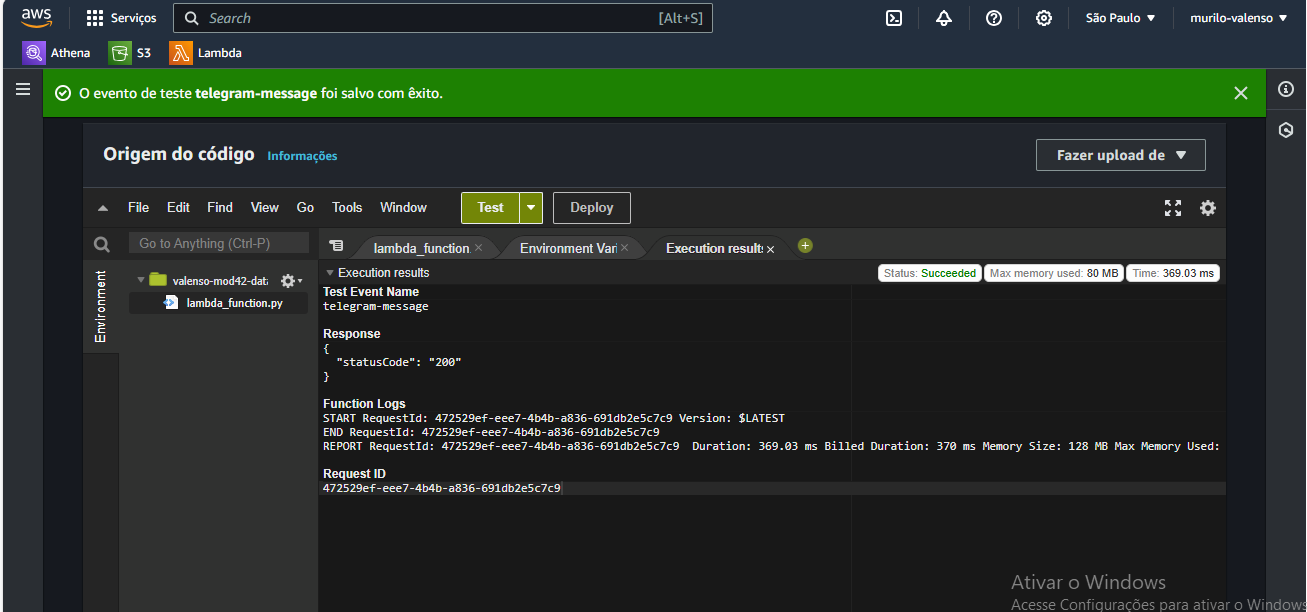 aws Serviços Search [Alt+S] São Paulo murilo-valenso
Athena S3 Lambda
O evento de teste telegram-message foi salvo com êxito.
Origem do código Informações Fazer upload de
File Edit Find View Go Tools Window Test Deploy
Go to Anything (Ctrl-P) lambda_function Environment Var Execution results
Execution results Status: Succeeded Max memory used: 80 MB Time: 369.03 ms
Environment
valenso-mod42-data
lambda_function.py
Test Event Name
telegram-message
Response
{
"statusCode": "200"
}
Function Logs
START RequestId: 472529ef-eee7-4b4b-a836-691db2e5c7c9 Version: $LATEST
END RequestId: 472529ef-eee7-4b4b-a836-691db2e5c7c9
REPORT RequestId: 472529ef-eee7-4b4b-a836-691db2e5c7c9 Duration: 369.03 ms Billed Duration: 370 ms Memory Size: 128 MB Max Memory Used:
Request ID
472529ef-eee7-4b4b-a836-691db2e5c7c9
Ativar o Windows
Acesse Configurações para ativar o Windows